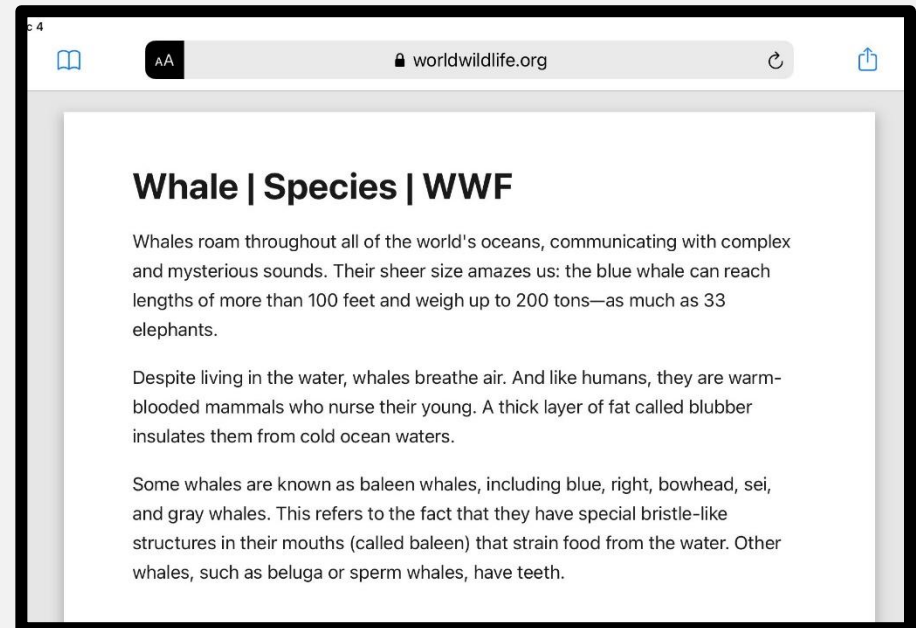 c 4
AA
worldwildlife.org
Whale | Species | WWF
Whales roam throughout all of the world's oceans, communicating with complex
and mysterious sounds. Their sheer size amazes us: the blue whale can reach
lengths of more than 100 feet and weigh up to 200 tons—as much as 33
elephants.
Despite living in the water, whales breathe air. And like humans, they are warm-
blooded mammals who nurse their young. A thick layer of fat called blubber
insulates them from cold ocean waters.
Some whales are known as baleen whales, including blue, right, bowhead, sei,
and gray whales. This refers to the fact that they have special bristle-like
structures in their mouths (called baleen) that strain food from the water. Other
whales, such as beluga or sperm whales, have teeth.